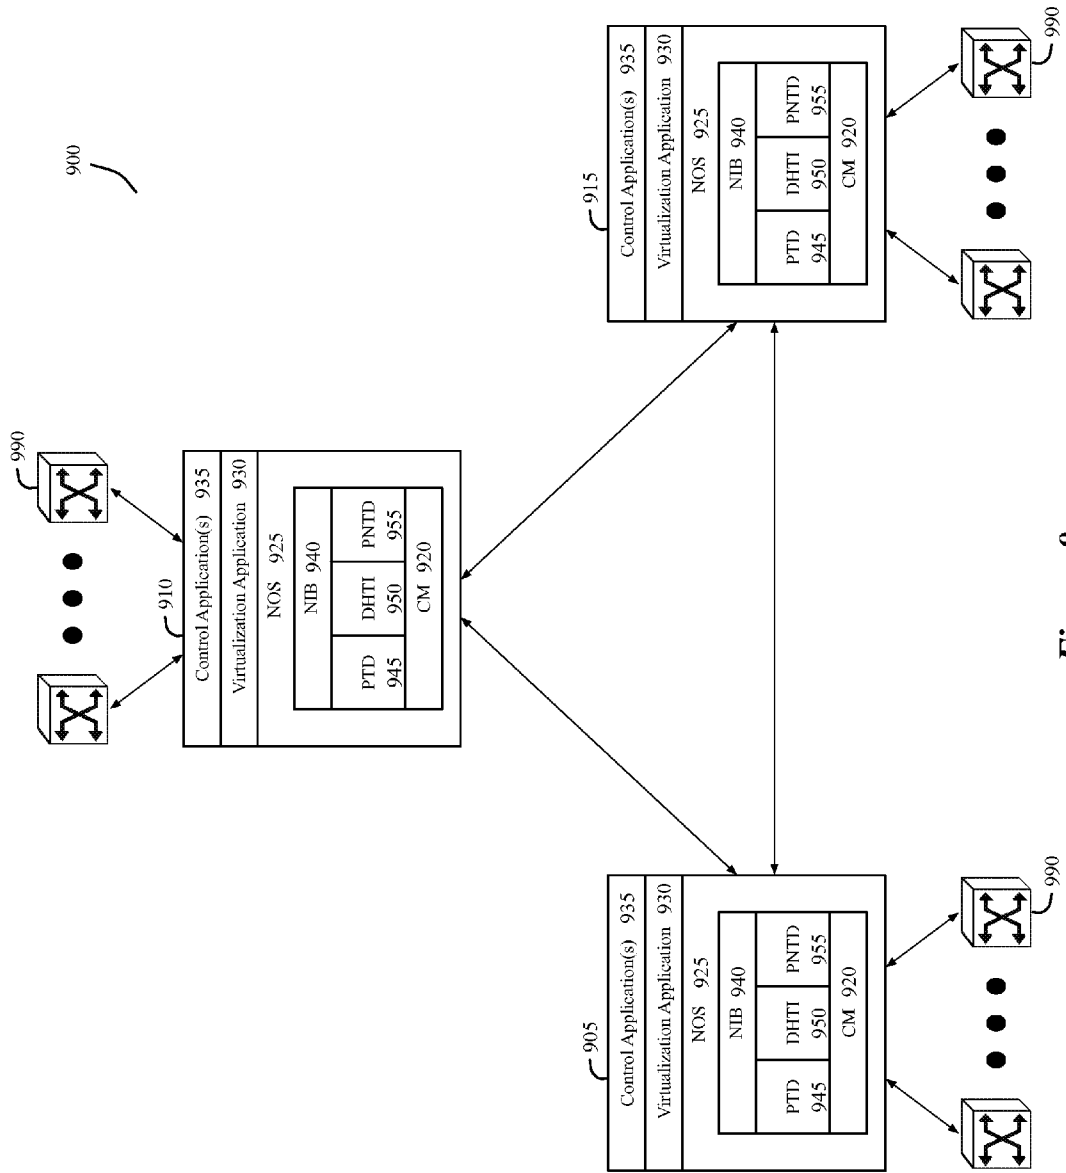 900
990
910
Control Application(s) 935
Virtualization Application 930
NOS 925
NIB 940
PTD 945
DHTI 950
PNTD 955
CM 920
905
Control Application(s) 935
Virtualization Application 930
NOS 925
NIB 940
PTD 945
DHTI 950
PNTD 955
CM 920
990
915
Control Application(s) 935
Virtualization Application 930
NOS 925
NIB 940
PTD 945
DHTI 950
PNTD 955
CM 920
990